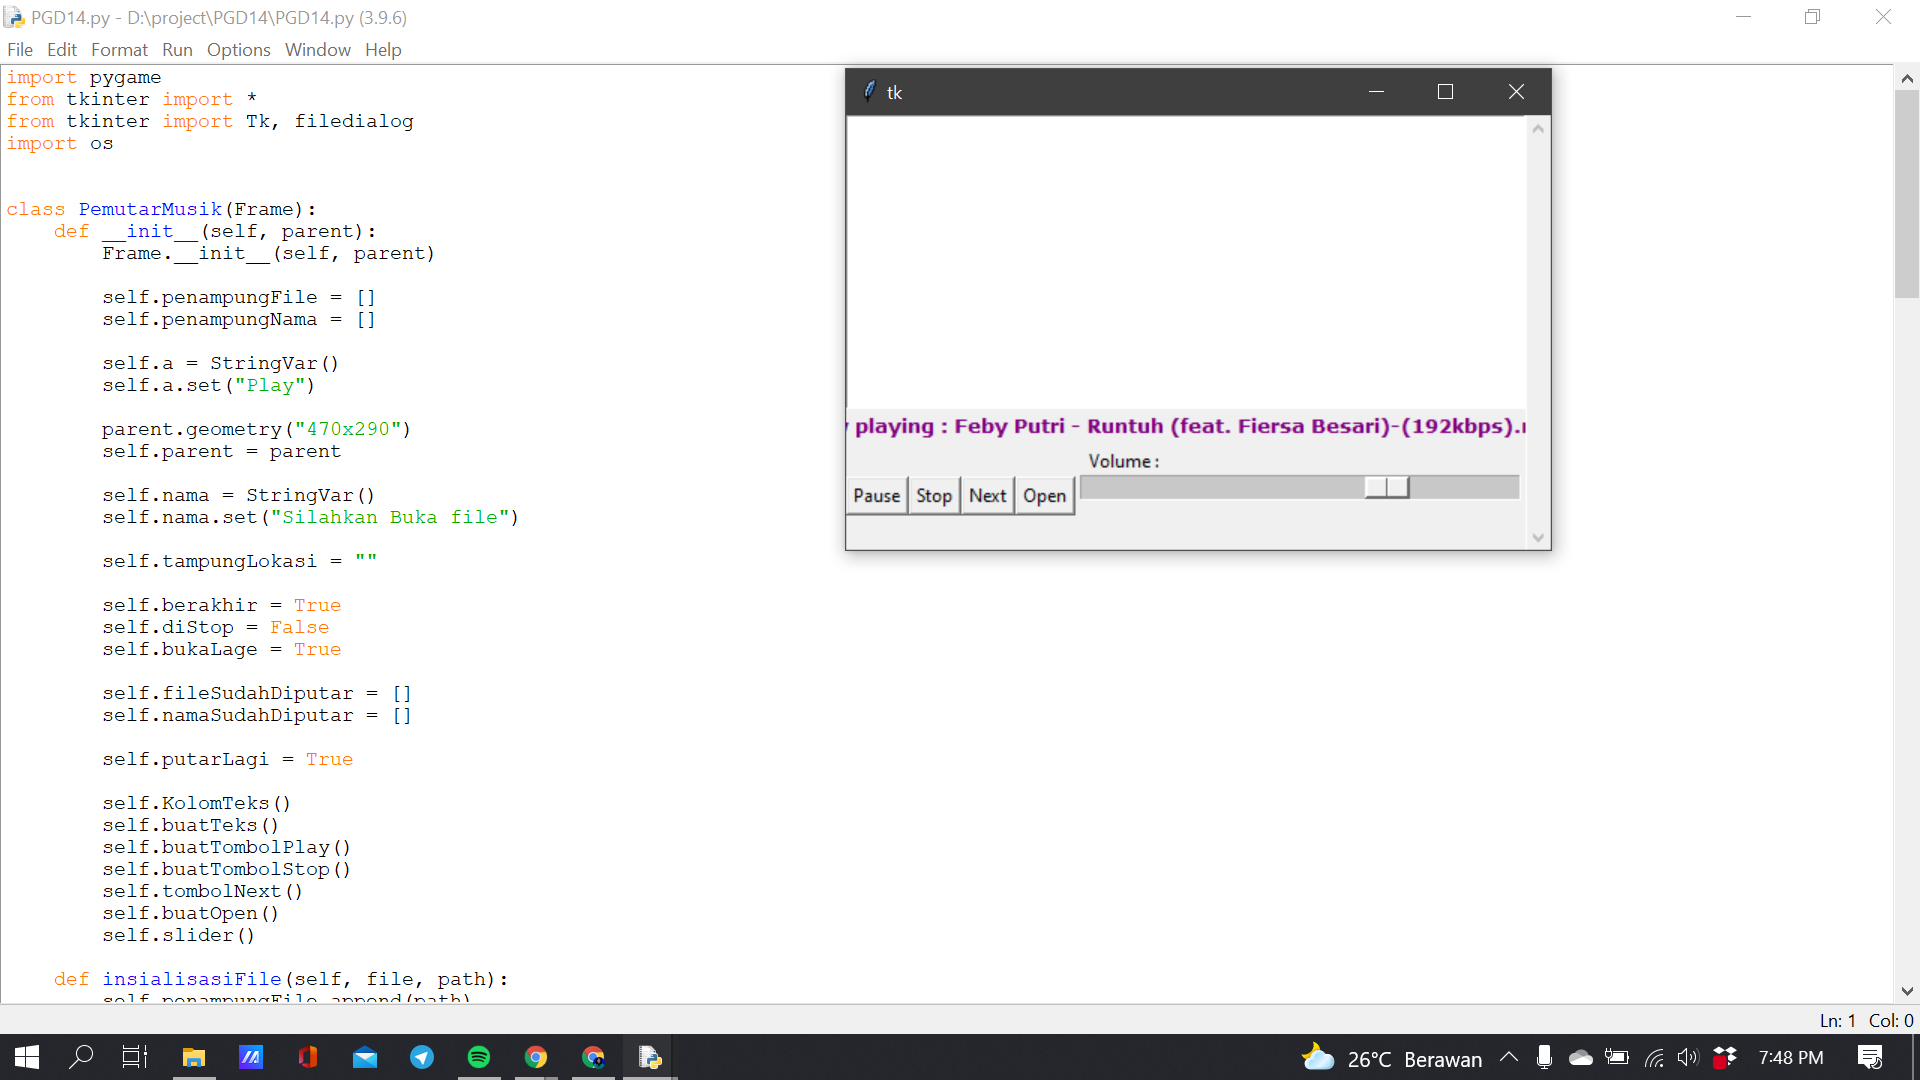 PGD14.py - D:\project\PGD14\PGD14.py (3.9.6)
File Edit Format Run Options Window Help
import pygame
from tkinter import *
from tkinter import Tk, filedialog
import os
class PemutarMusik(Frame):
    def __init__(self, parent):
        Frame.__init__(self, parent)
        self.penampungFile = []
        self.penampungNama = []
        self.a = StringVar()
        self.a.set("Play")
        parent.geometry("470x290")
        self.parent = parent
        self.nama = StringVar()
        self.nama.set("Silahkan Buka file")
        self.tampungLokasi = ""
        self.berakhir = True
        self.diStop = False
        self.bukaLage = True
        self.fileSudahDiputar = []
        self.namaSudahDiputar = []
        self.putarLagi = True
        self.KolomTeks()
        self.buatTeks()
        self.buatTombolPlay()
        self.buatTombolStop()
        self.tombolNext()
        self.buatOpen()
        self.slider()
    def insialisasiFile(self, file, path):
        self.penampungFile.append(path)
tk
playing : Feby Putri - Runtuh (feat. Fiersa Besari)-(192kbps).
Volume :
Pause Stop Next Open
Ln: 1 Col: 0
26°C Berawan
7:48 PM